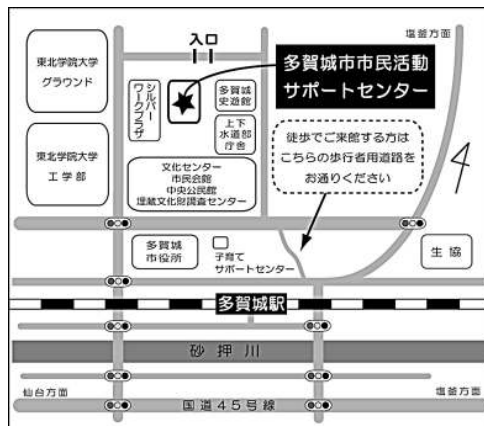 塩釜方面
入口
東北学院大学
グラウンド
シルバー
ワークプラザ
多賀城
史遊館
多賀城市市民活動
サポートセンター
上下
水道部
庁舎
徒歩でご来館する方は
こちらの歩行者用道路を
お通りください
東北学院大学
工学部
文化センター
市民会館
中央公民館
埋蔵文化財調査センター
多賀城
市役所
子育て
サポートセンター
生協
多賀城駅
砂押川
仙台方面
国道45号線
塩釜方面